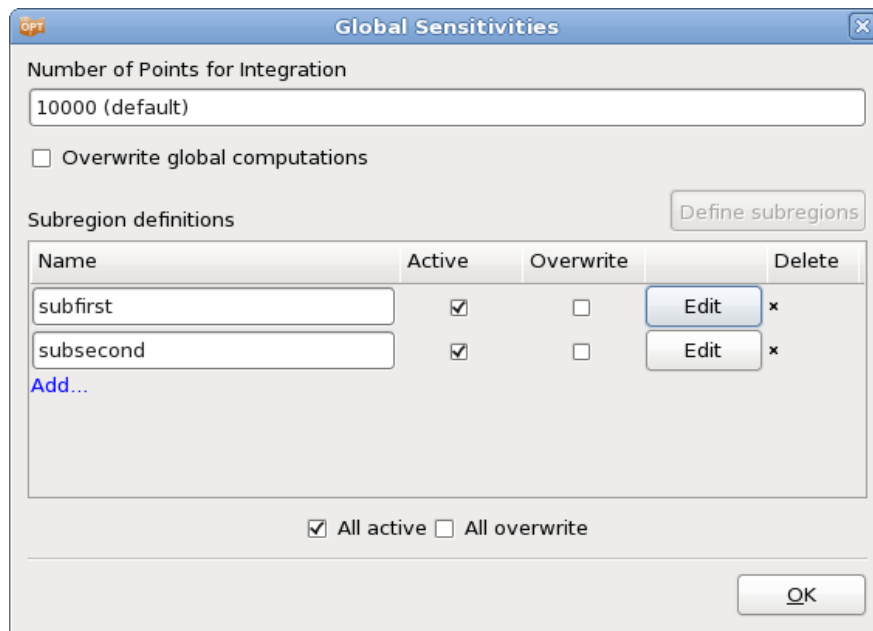 OPT
Global Sensitivities
Number of Points for Integration
10000 (default)
Overwrite global computations
Define subregions
Subregion definitions
Name Active Overwrite Delete
subfirst Edit
subsecond Edit
Add...
All active All overwrite
OK